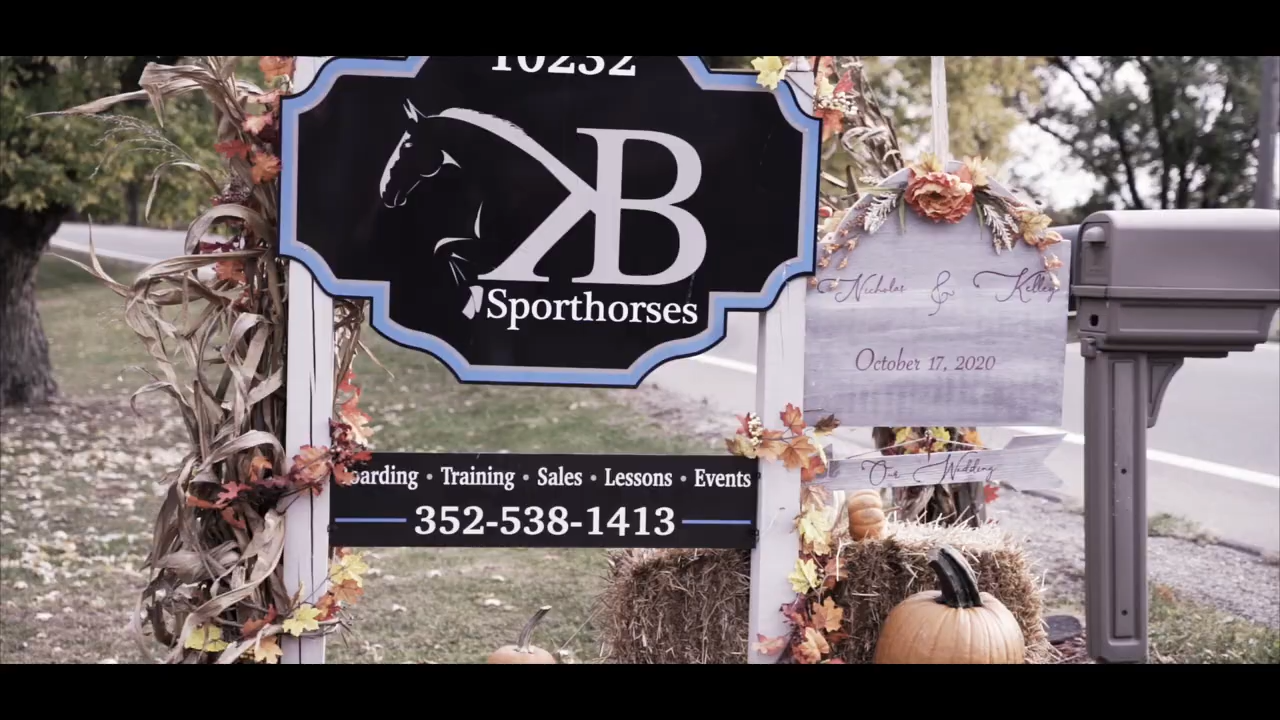 10232
KB
Sporthorses
oarding • Training • Sales • Lessons • Events
352-538-1413
Nicholas & Kelley
October 17, 2020
Our Wedding